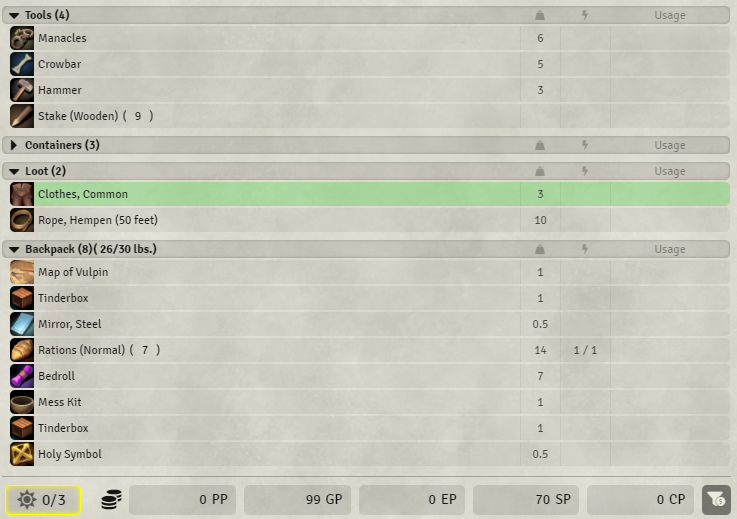 Tools (4) Usage
Manacles 6
Crowbar 5
Hammer 3
Stake (Wooden) ( 9 )
Containers (3) Usage
Loot (2) Usage
Clothes, Common 3
Rope, Hempen (50 feet) 10
Backpack (8)( 26/30 lbs.) Usage
Map of Vulpin 1
Tinderbox 1
Mirror, Steel 0.5
Rations (Normal) ( 7 ) 14 1 / 1
Bedroll 7
Mess Kit 1
Tinderbox 1
Holy Symbol 0.5
0/3 0 PP 99 GP 0 EP 70 SP 0 CP